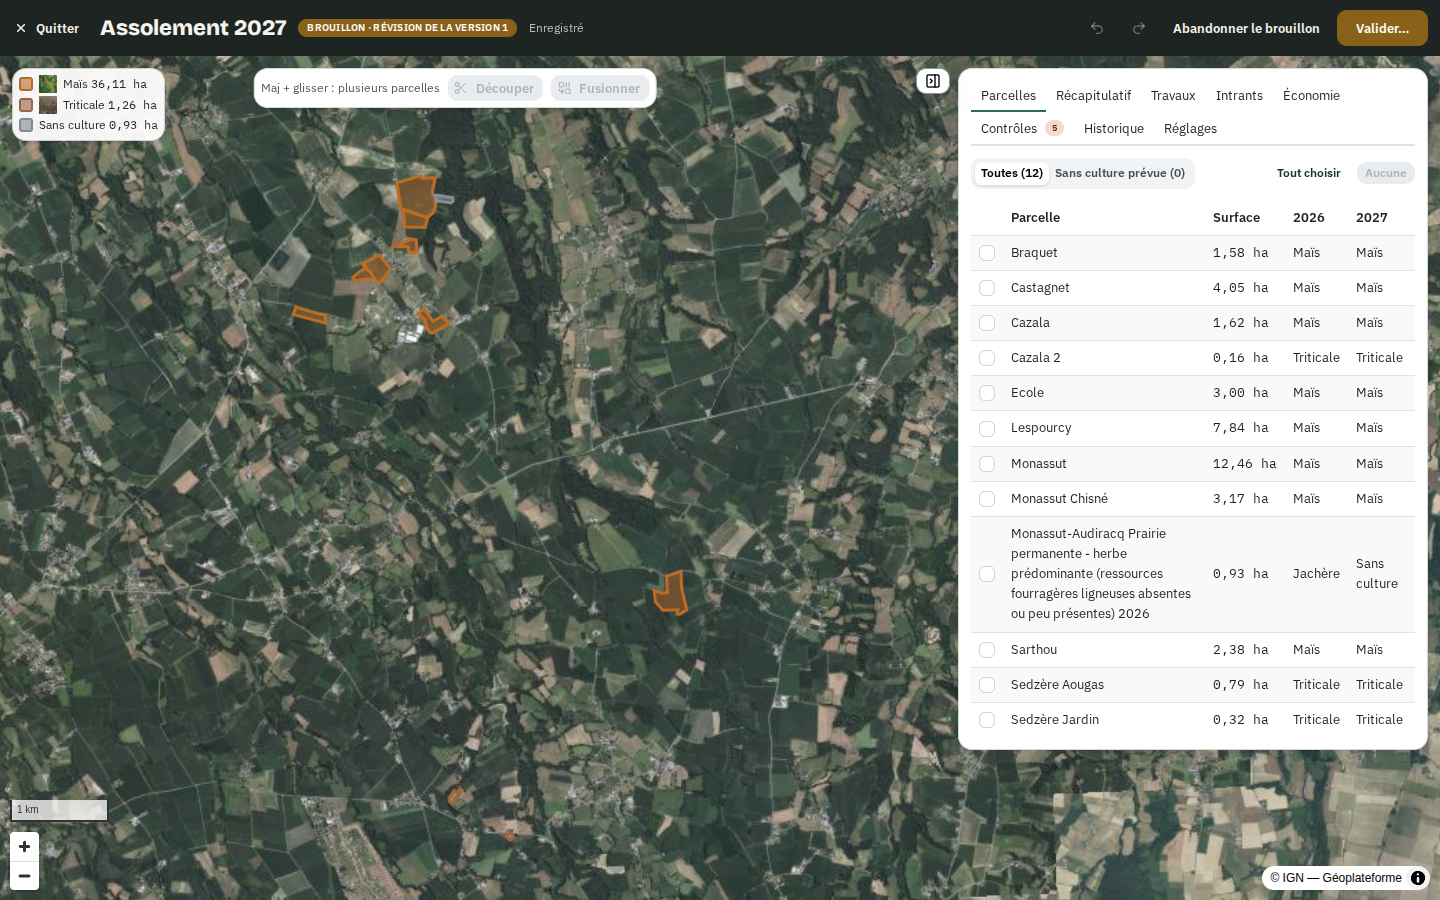 Quitter
Assolement 2027
BROUILLON · RÉVISION DE LA VERSION 1
Enregistré
Abandonner le brouillon
Valider…
Maïs 36,11 ha
Triticale 1,26 ha
Sans culture 0,93 ha
Maj + glisser : plusieurs parcelles
Découper
Fusionner
Parcelles Récapitulatif Travaux Intrants Économie
Contrôles 5 Historique Réglages
Toutes (12) Sans culture prévue (0) Tout choisir Aucune
Parcelle Surface 2026 2027
Braquet 1,58 ha Maïs Maïs
Castagnet 4,05 ha Maïs Maïs
Cazala 1,62 ha Maïs Maïs
Cazala 2 0,16 ha Triticale Triticale
Ecole 3,00 ha Maïs Maïs
Lespourcy 7,84 ha Maïs Maïs
Monassut 12,46 ha Maïs Maïs
Monassut Chisné 3,17 ha Maïs Maïs
Monassut-Audiracq Prairie
permanente - herbe
prédominante (ressources
fourragères ligneuses absentes
ou peu présentes) 2026
0,93 ha Jachère
Sans
culture
Sarthou 2,38 ha Maïs Maïs
Sedzère Aougas 0,79 ha Triticale Triticale
Sedzère Jardin 0,32 ha Triticale Triticale
1 km
© IGN — Géoplateforme